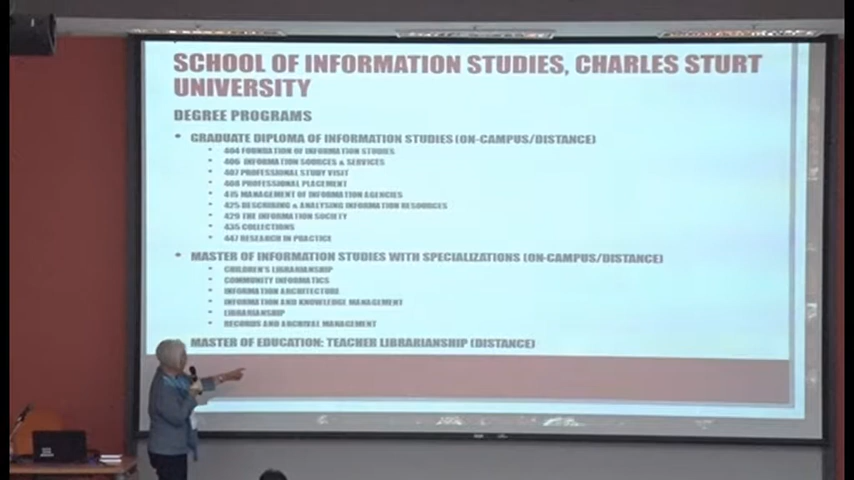 SCHOOL OF INFORMATION STUDIES, CHARLES STURT
UNIVERSITY
DEGREE PROGRAMS
• GRADUATE DIPLOMA OF INFORMATION STUDIES (ON-CAMPUS/DISTANCE)
• 404 FOUNDATION OF INFORMATION STUDIES
• 406 INFORMATION SOURCES & SERVICES
• 407 PROFESSIONAL STUDY VISIT
• 408 PROFESSIONAL PLACEMENT
• 415 MANAGEMENT OF INFORMATION AGENCIES
• 425 DESCRIBING & ANALYSING INFORMATION RESOURCES
• 429 THE INFORMATION SOCIETY
• 435 COLLECTIONS
• 447 RESEARCH IN PRACTICE
• MASTER OF INFORMATION STUDIES WITH SPECIALIZATIONS (ON-CAMPUS/DISTANCE)
• CHILDREN'S LIBRARIANSHIP
• COMMUNITY INFORMATICS
• INFORMATION ARCHITECTURE
• INFORMATION AND KNOWLEDGE MANAGEMENT
• LIBRARIANSHIP
• RECORDS AND ARCHIVAL MANAGEMENT
MASTER OF EDUCATION: TEACHER LIBRARIANSHIP (DISTANCE)